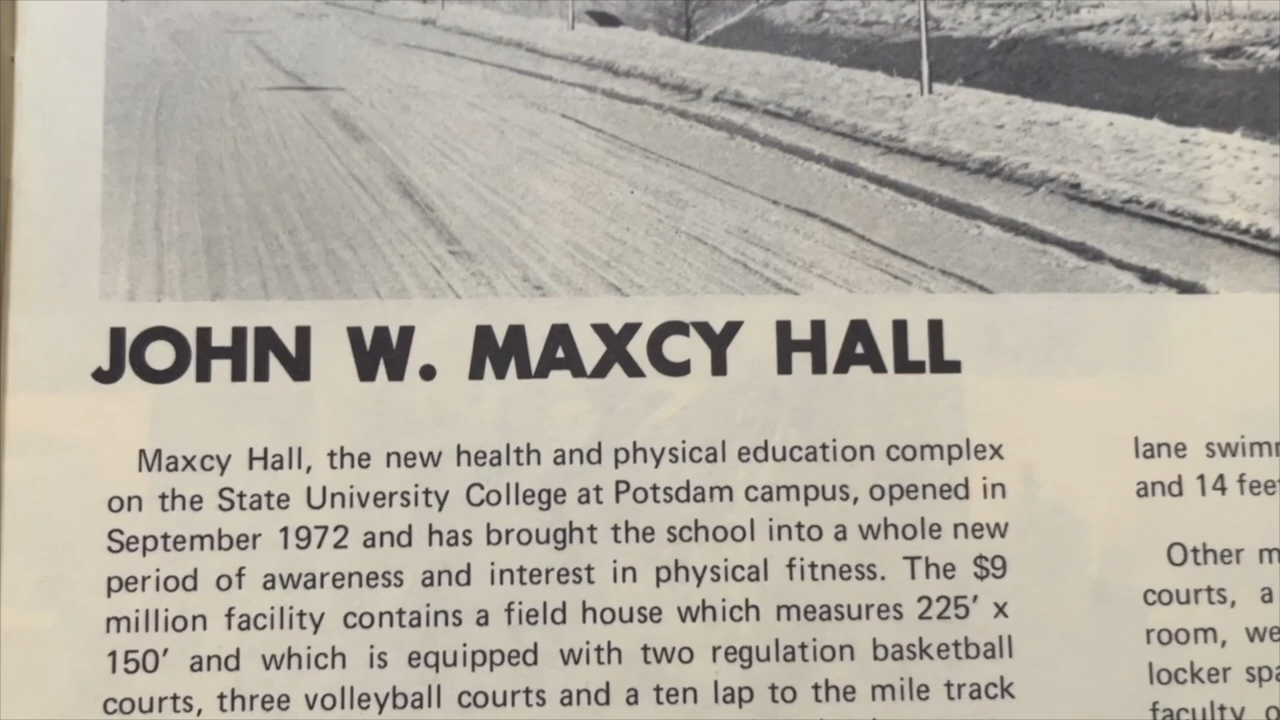 JOHN W. MAXCY HALL
Maxcy Hall, the new health and physical education complex
on the State University College at Potsdam campus, opened in
September 1972 and has brought the school into a whole new
period of awareness and interest in physical fitness. The $9
million facility contains a field house which measures 225' x
150' and which is equipped with two regulation basketball
courts, three volleyball courts and a ten lap to the mile track
lane
and 14
Other
courts, a
room,
locker
faculty